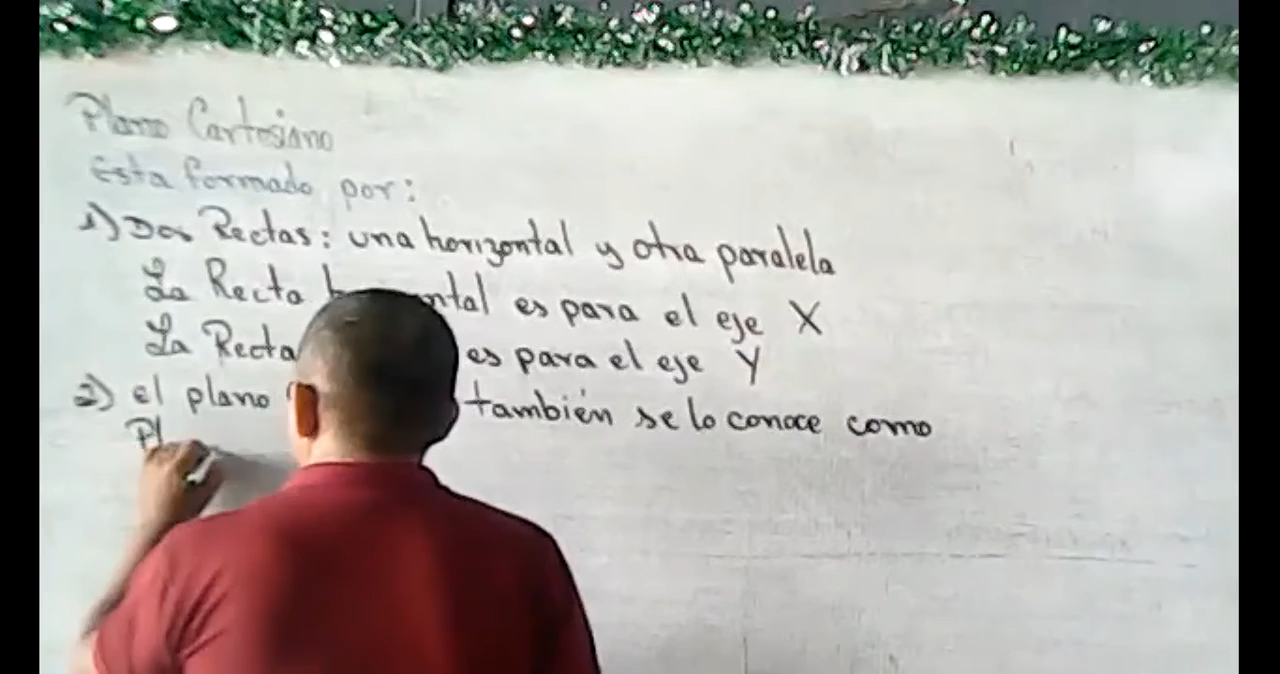 Plano Cartesiano
Esta formado por:
1) Dos Rectas: una horizontal y otra paralela
La Recta ntal es para el eje X
La Recta es para el eje Y
2) el plano también se lo conoce como
Pl